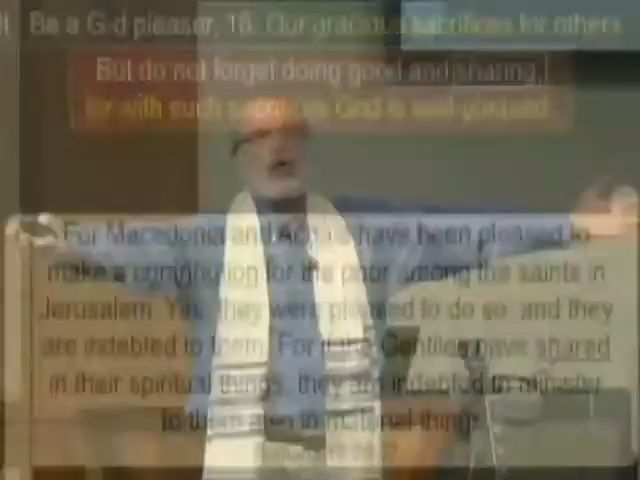 Be a G-d pleaser, 16. Our gracious sacrifices for others
But do not forget doing good and sharing,
for with such sacrifices God is well pleased.
For Macedonia and Achaia have been pleased to
make a contribution for the poor among the saints in
Jerusalem. Yes, they were pleased to do so, and they
are indebted to them. For if the Gentiles have shared
in their spiritual things, they are indebted to minister
to them also in material things.